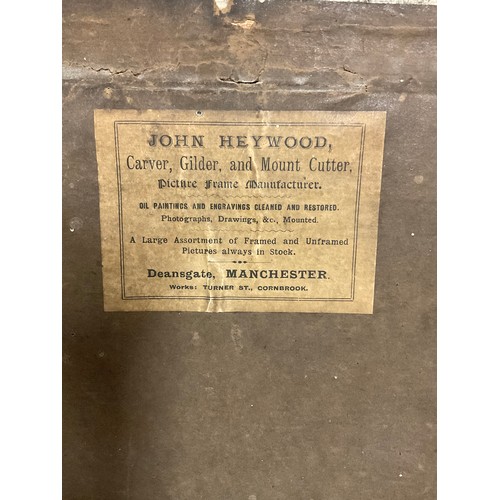 JOHN HEYWOOD,
Carver, Gilder, and Mount Cutter,
Picture Frame Manufacturer.
OIL PAINTINGS AND ENGRAVINGS CLEANED AND RESTORED.
Photographs, Drawings, &c., Mounted.
A Large Assortment of Framed and Unframed
Pictures always in Stock.
Deansgate, MANCHESTER.
Works: TURNER ST., CORNBROOK.